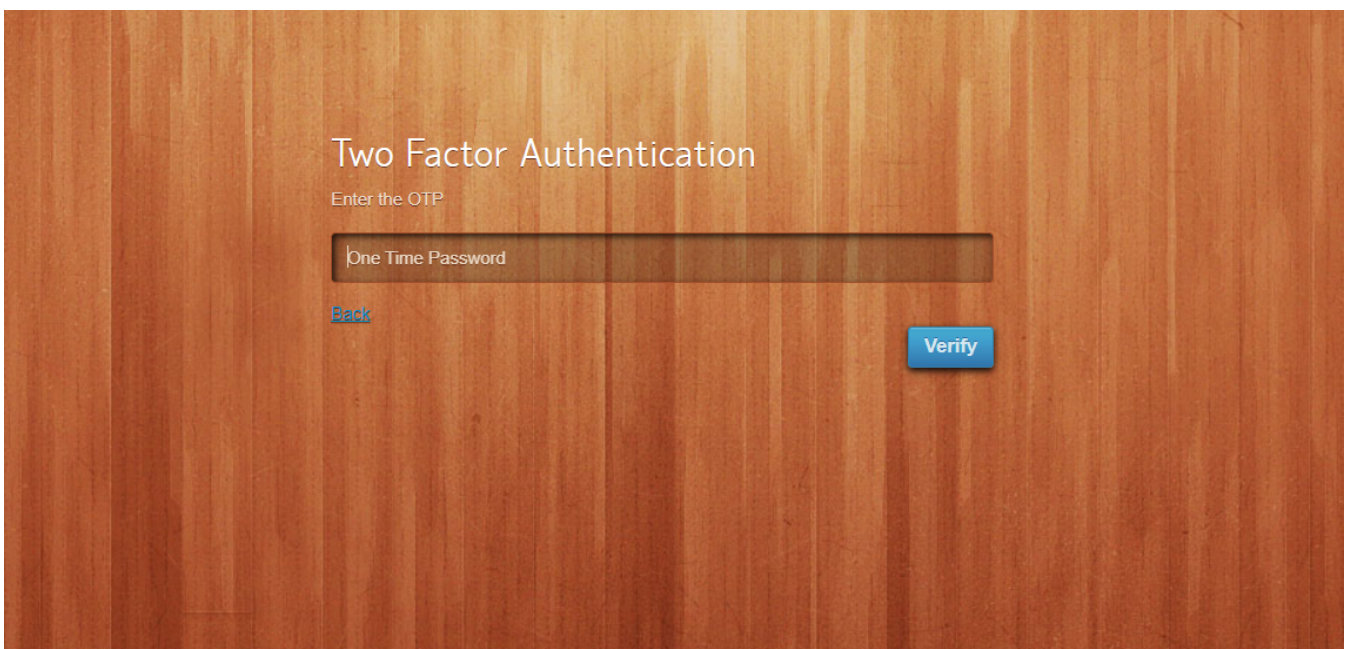 Two Factor Authentication
Enter the OTP
One Time Password
Back
Verify